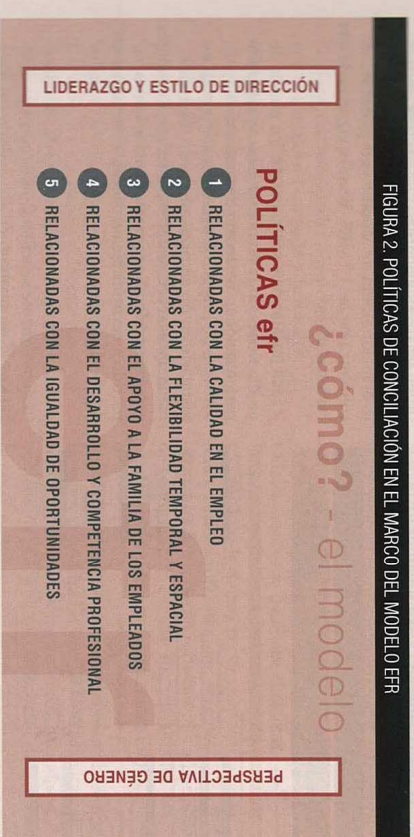 FIGURA 2. POLÍTICAS DE CONCILIACIÓN EN EL MARCO DEL MODELO EFR
¿cómo? - el modelo
efr
LIDERAZGO Y ESTILO DE DIRECCIÓN
POLÍTICAS efr
1 RELACIONADAS CON LA CALIDAD EN EL EMPLEO
2 RELACIONADAS CON LA FLEXIBILIDAD TEMPORAL Y ESPACIAL
3 RELACIONADAS CON EL APOYO A LA FAMILIA DE LOS EMPLEADOS
4 RELACIONADAS CON EL DESARROLLO Y COMPETENCIA PROFESIONAL
5 RELACIONADAS CON LA IGUALDAD DE OPORTUNIDADES
PERSPECTIVA DE GÉNERO